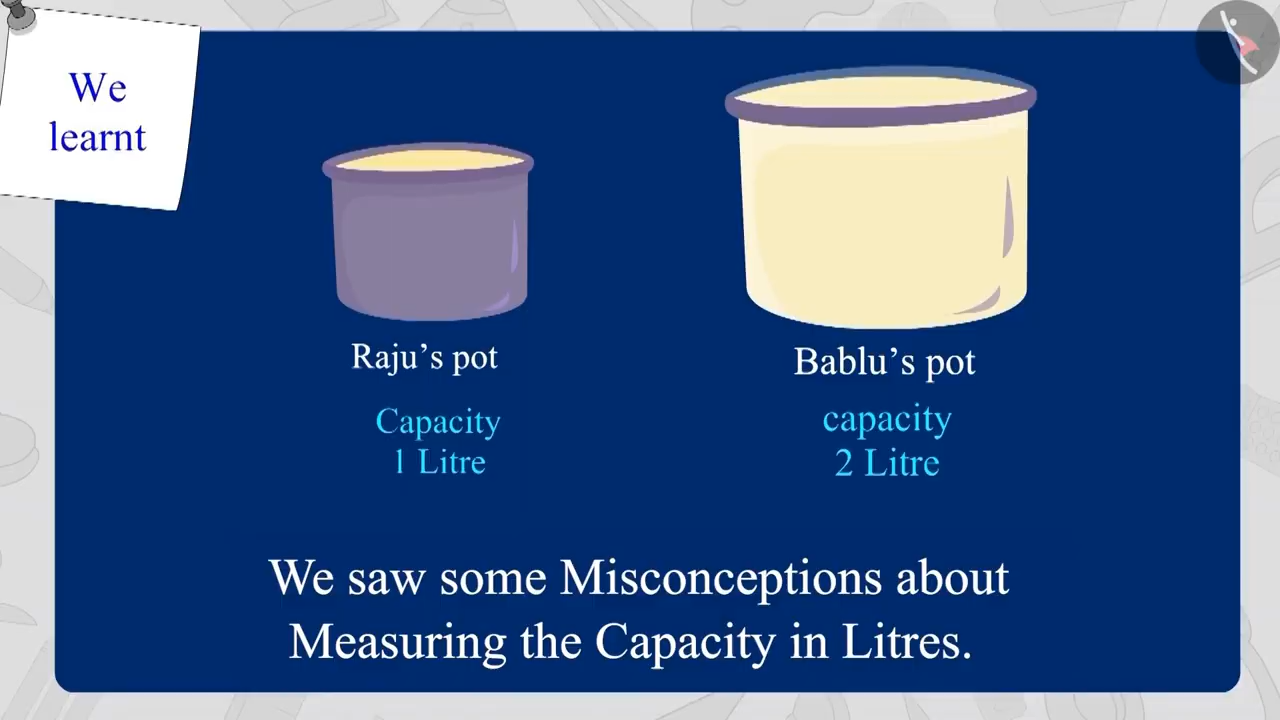 We
learnt
Raju's pot
Capacity
1 Litre
Bablu's pot
capacity
2 Litre
We saw some Misconceptions about
Measuring the Capacity in Litres.